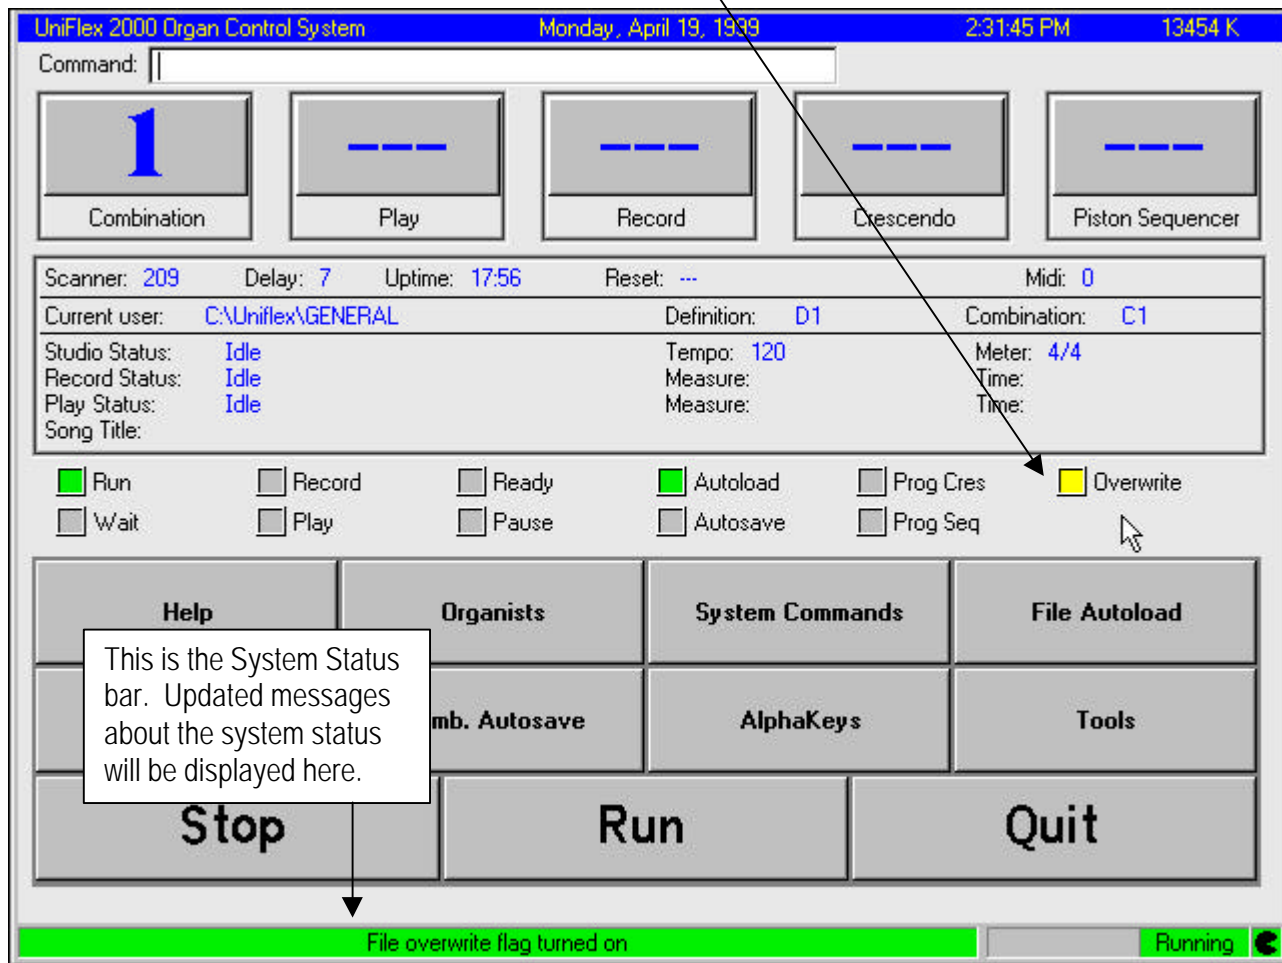 UniFlex 2000 Organ Control System Monday, April 19, 1999 2:31:45 PM 13454 K
Command:
1 --- --- --- ---
Combination Play Record Crescendo Piston Sequencer
Scanner: 209 Delay: 7 Uptime: 17:56 Reset: --- Midi: 0
Current user: C:\Uniflex\GENERAL Definition: D1 Combination: C1
Studio Status: Idle Tempo: 120 Meter: 4/4
Record Status: Idle Measure: Time:
Play Status: Idle Measure: Time:
Song Title:
Run Record Ready Autoload Prog Cres Overwrite
Wait Play Pause Autosave Prog Seq
Help Organists System Commands File Autoload
This is the System Status
bar. Updated messages
about the system status
will be displayed here.
mb. Autosave AlphaKeys Tools
Stop Run Quit
File overwrite flag turned on Running